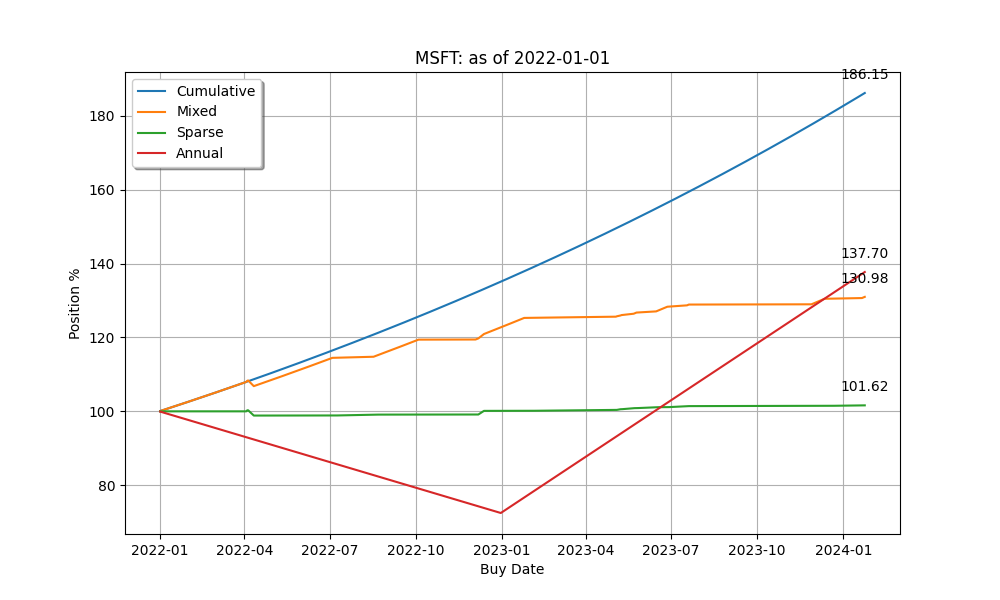 MSFT: as of 2022-01-01
186.15
Cumulative
Mixed
Sparse
Annual
180
160
140
120
100
80
137.70
130.98
101.62
Position %
2022-01 2022-04 2022-07 2022-10 2023-01 2023-04 2023-07 2023-10 2024-01
Buy Date